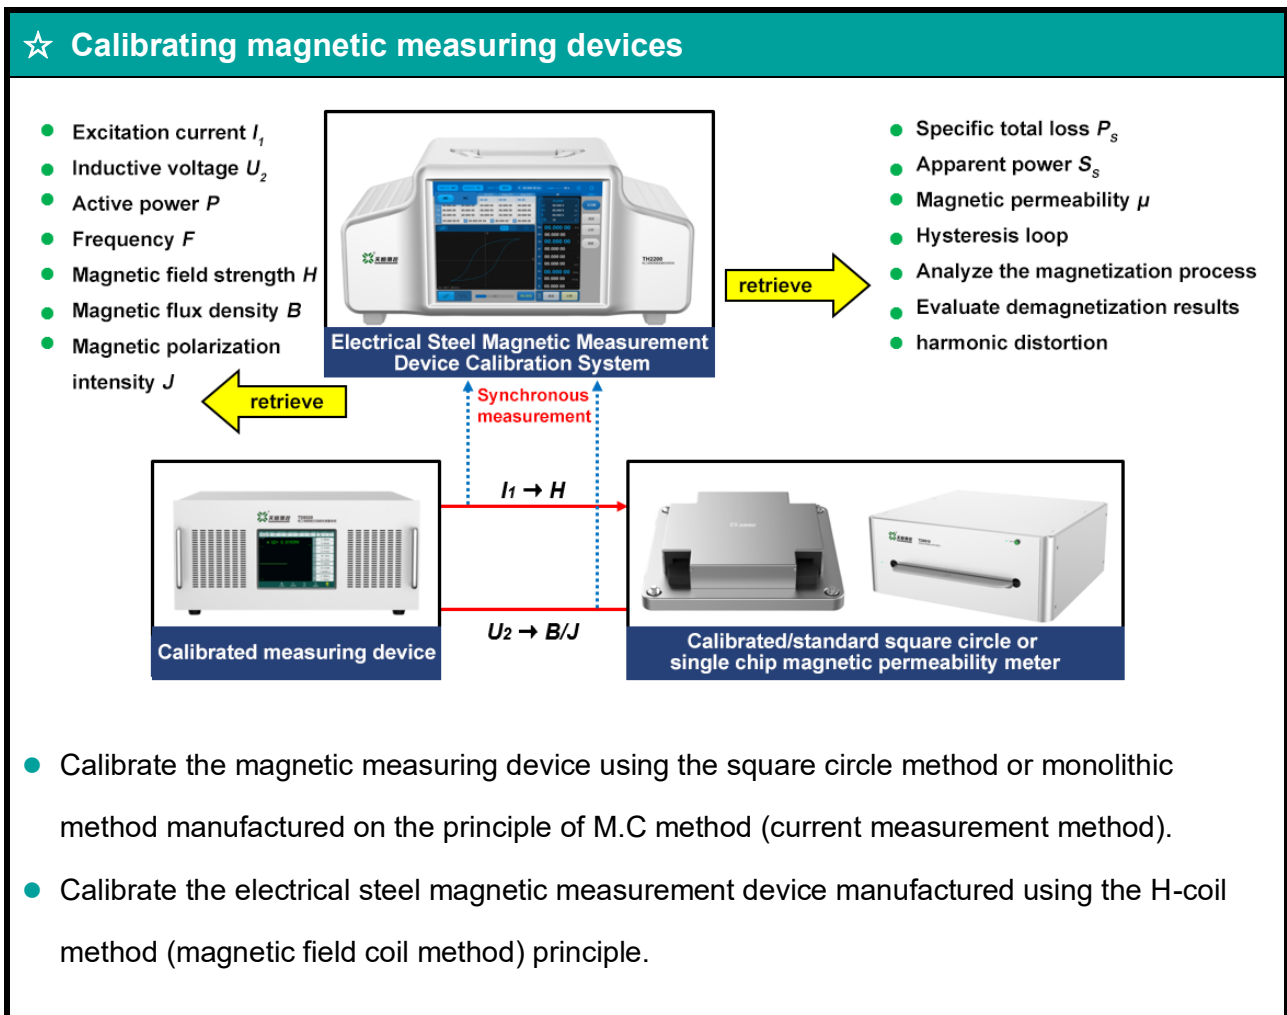 ☆ Calibrating magnetic measuring devices
Excitation current I1
Inductive voltage U2
Active power P
Frequency F
Magnetic field strength H
Magnetic flux density B
Magnetic polarization
intensity J
retrieve
TH2200
Electrical Steel Magnetic Measurement
Device Calibration System
retrieve
Specific total loss PS
Apparent power SS
Magnetic permeability μ
Hysteresis loop
Analyze the magnetization process
Evaluate demagnetization results
harmonic distortion
Synchronous
measurement
I1 → H
U2 → B/J
Calibrated measuring device
Calibrated/standard square circle or
single chip magnetic permeability meter
Calibrate the magnetic measuring device using the square circle method or monolithic
method manufactured on the principle of M.C method (current measurement method).
Calibrate the electrical steel magnetic measurement device manufactured using the H-coil
method (magnetic field coil method) principle.